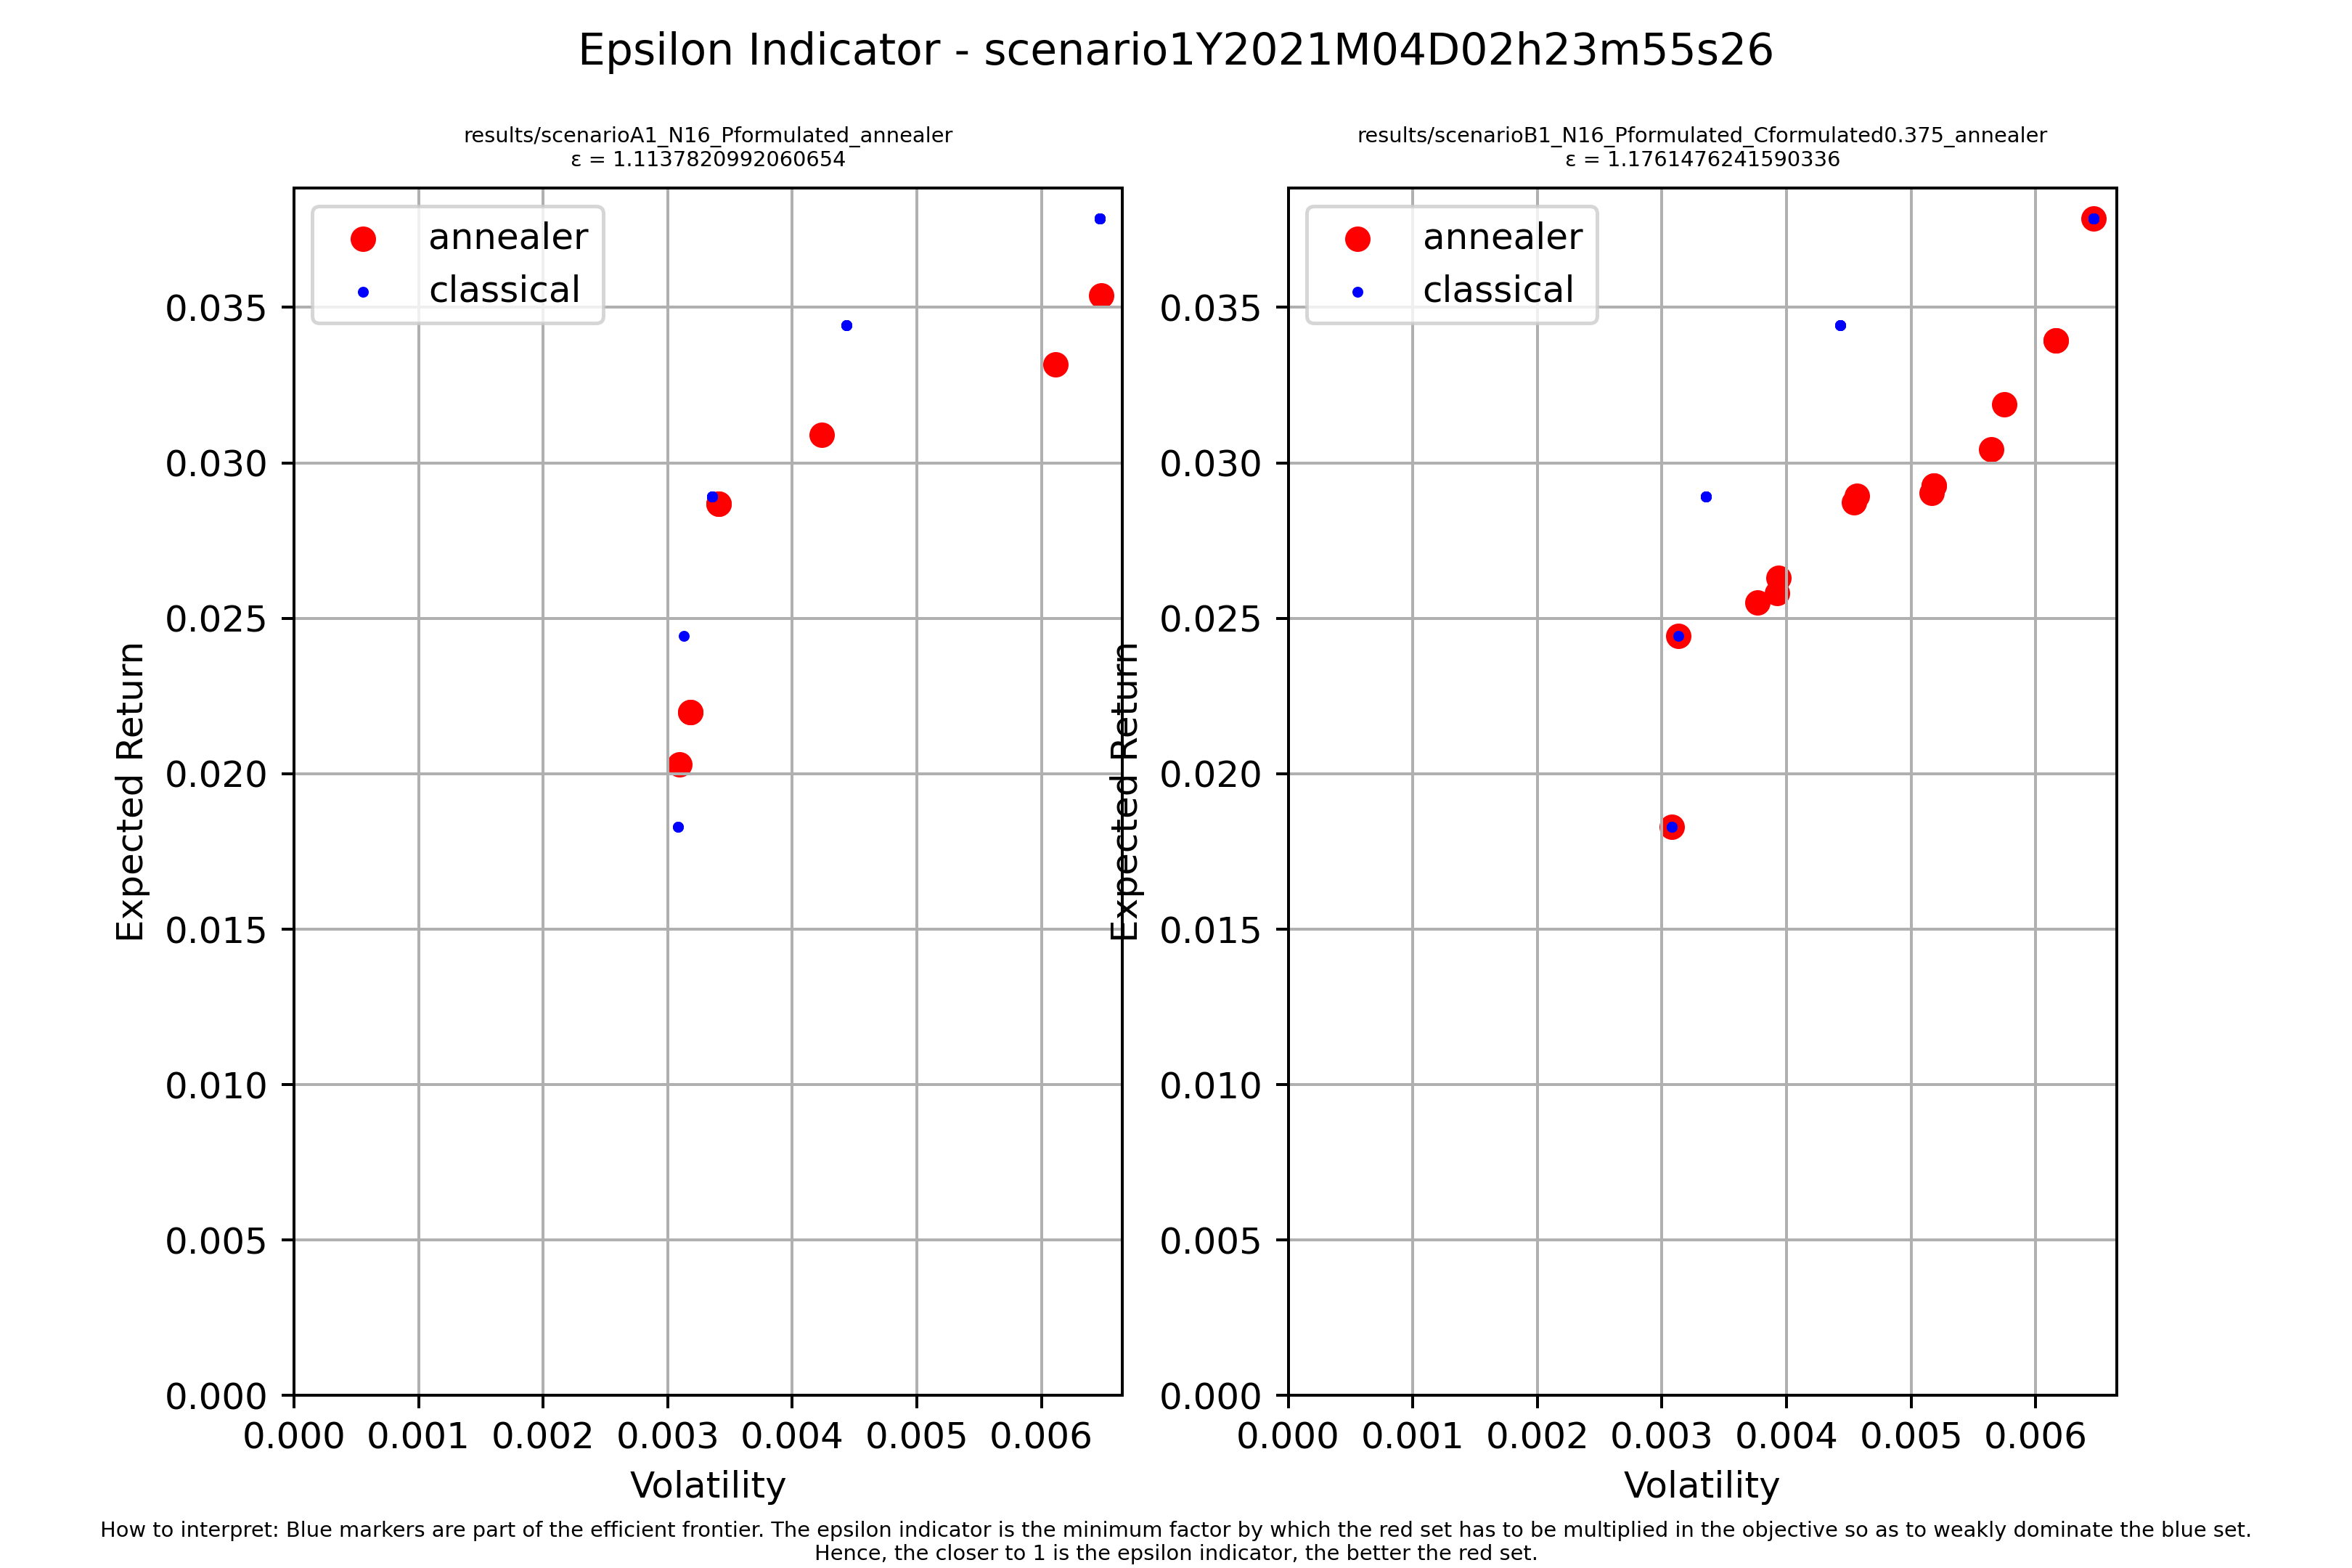 Epsilon Indicator - scenario1Y2021M04D02h23m55s26
results/scenarioA1_N16_Pformulated_annealer
ε = 1.1137820992060654
annealer
classical
0.035
0.030
0.025
0.020
0.015
0.010
0.005
0.000
Expected Return
0.000 0.001 0.002 0.003 0.004 0.005 0.006
Volatility
results/scenarioB1_N16_Pformulated_Cformulated0.375_annealer
ε = 1.1761476241590336
annealer
classical
0.035
0.030
0.025
0.020
0.015
0.010
0.005
0.000
Expected Return
0.000 0.001 0.002 0.003 0.004 0.005 0.006
Volatility
How to interpret: Blue markers are part of the efficient frontier. The epsilon indicator is the minimum factor by which the red set has to be multiplied in the objective so as to weakly dominate the blue set.
Hence, the closer to 1 is the epsilon indicator, the better the red set.